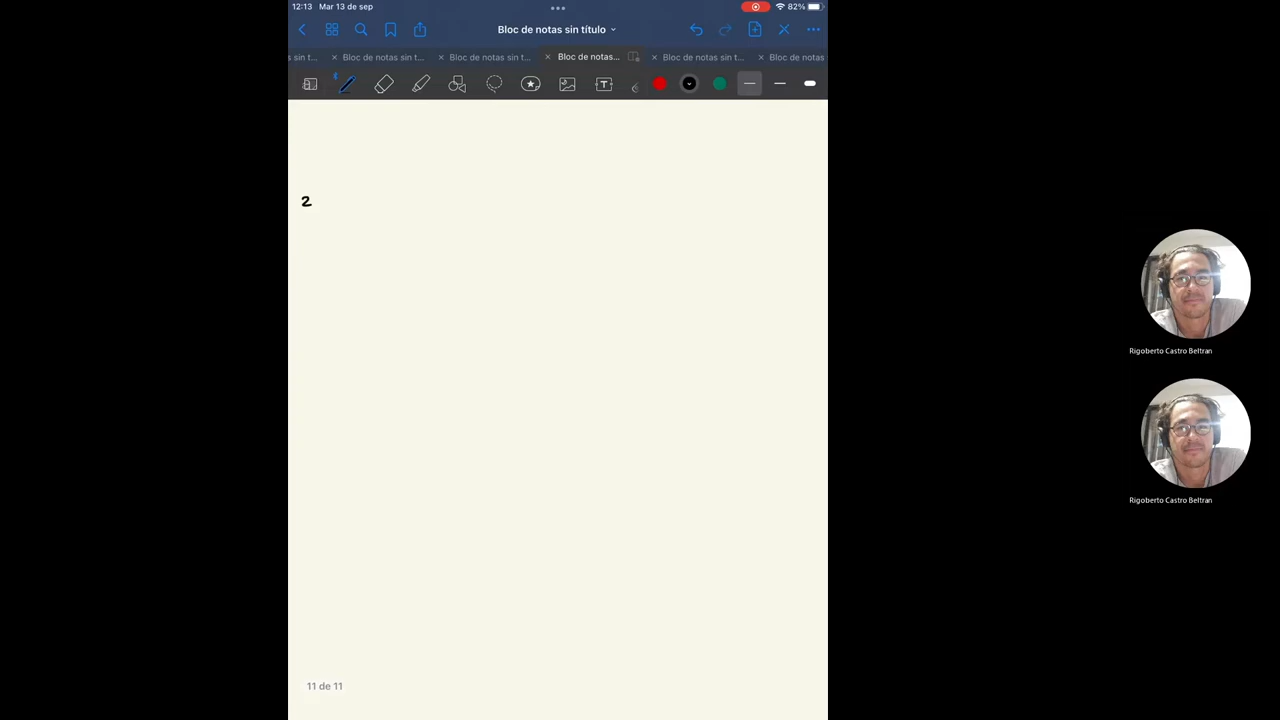 12:13 Mar 13 de sep 82%
Bloc de notas sin título
s sin t... Bloc de notas sin t... Bloc de notas sin t... Bloc de notas... Bloc de notas sin t... Bloc de notas
2
Rigoberto Castro Beltran
Rigoberto Castro Beltran
11 de 11